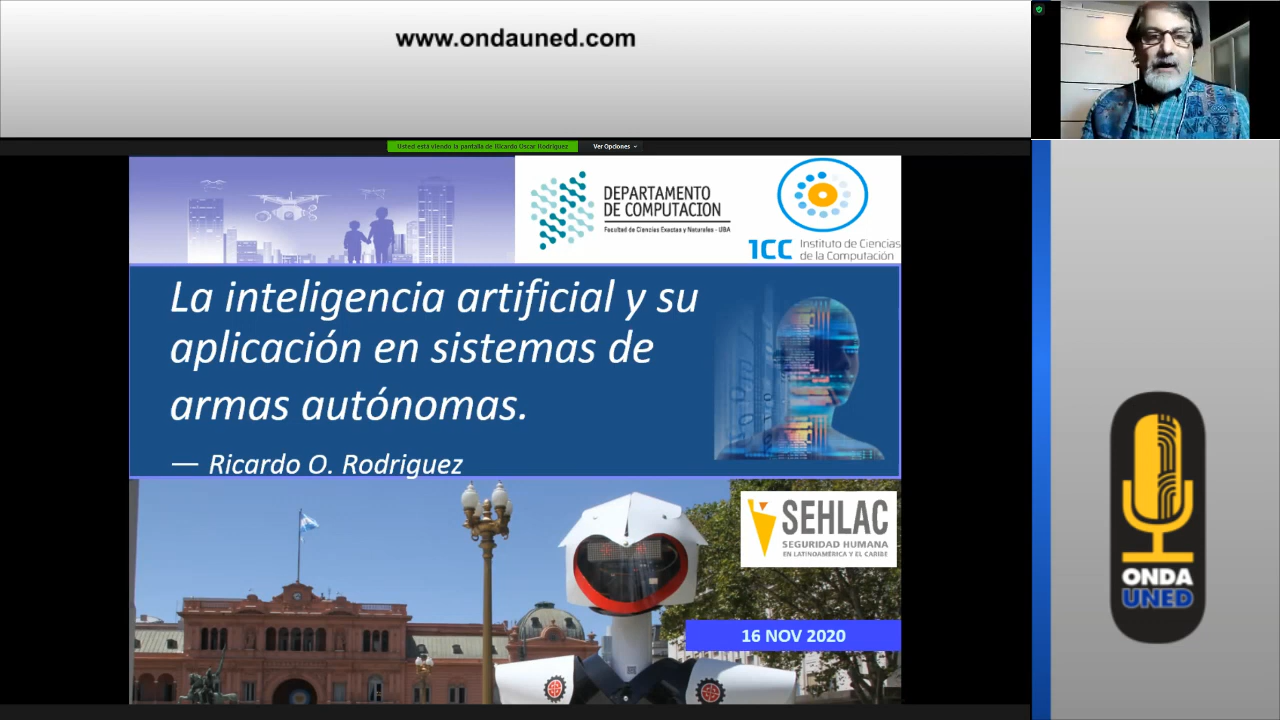 www.ondauned.com
Usted está viendo la pantalla de Ricardo Oscar Rodriguez
Ver Opciones
DEPARTAMENTO
DE COMPUTACION
Facultad de Ciencias Exactas y Naturales - UBA
ICC
Instituto de Ciencias
de la Computación
La inteligencia artificial y su
aplicación en sistemas de
armas autónomas.
— Ricardo O. Rodriguez
SEHLAC
SEGURIDAD HUMANA
EN LATINOAMÉRICA Y EL CARIBE
16 NOV 2020
ONDA
UNED